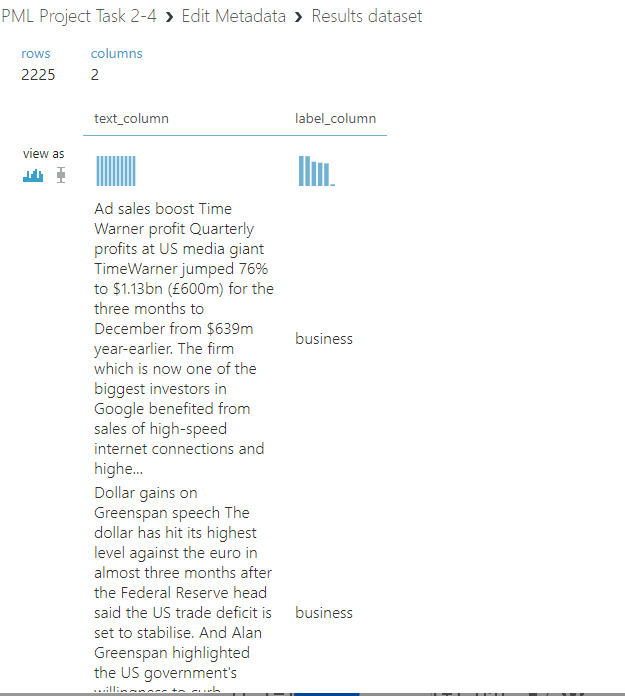 PML Project Task 2-4 ❯ Edit Metadata ❯ Results dataset
rows columns
2225 2
text_column label_column
view as
Ad sales boost Time
Warner profit Quarterly
profits at US media giant
TimeWarner jumped 76%
to $1.13bn (£600m) for the
three months to
December from $639m
year-earlier. The firm
which is now one of the
biggest investors in
Google benefited from
sales of high-speed
internet connections and
highe...
business
Dollar gains on
Greenspan speech The
dollar has hit its highest
level against the euro in
almost three months after
the Federal Reserve head
said the US trade deficit is
set to stabilise. And Alan
Greenspan highlighted
the US government's
willingness to curb
business